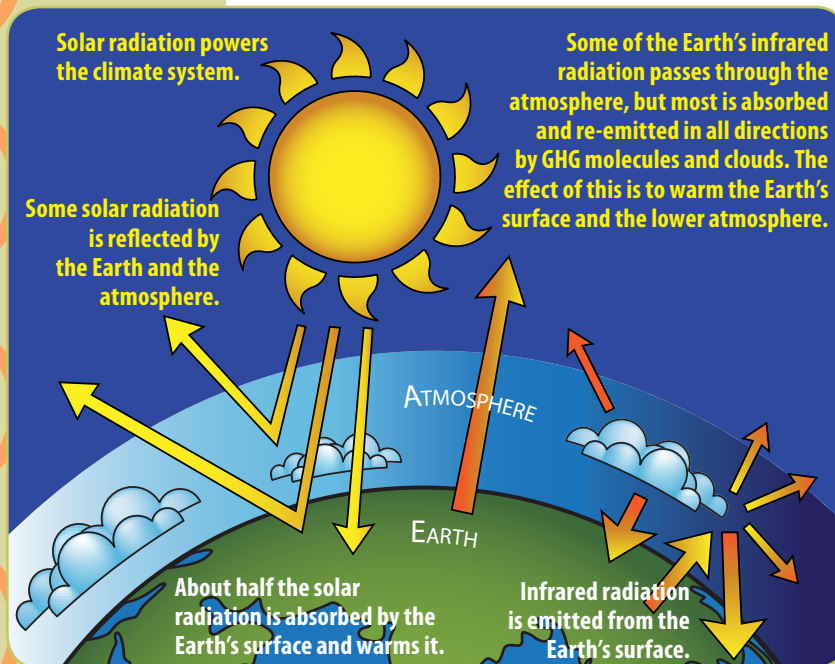 Solar radiation powers
the climate system.
Some of the Earth’s infrared
radiation passes through the
atmosphere, but most is absorbed
and re-emitted in all directions
by GHG molecules and clouds. The
effect of this is to warm the Earth’s
surface and the lower atmosphere.
Some solar radiation
is reflected by
the Earth and the
atmosphere.
ATMOSPHERE
EARTH
About half the solar
radiation is absorbed by the
Earth’s surface and warms it.
Infrared radiation
is emitted from the
Earth’s surface.